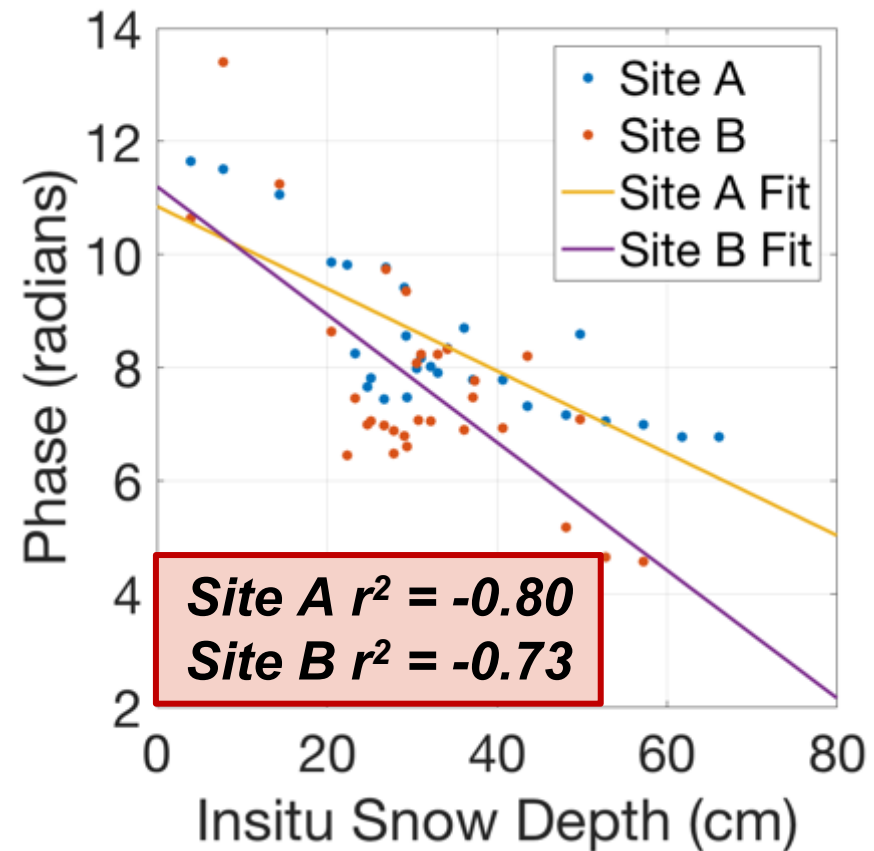 14
12
10
8
6
4
2
0
20
40
60
80
Phase (radians)
Insitu Snow Depth (cm)
Site A
Site B
Site A Fit
Site B Fit
Site A r² = -0.80
Site B r² = -0.73